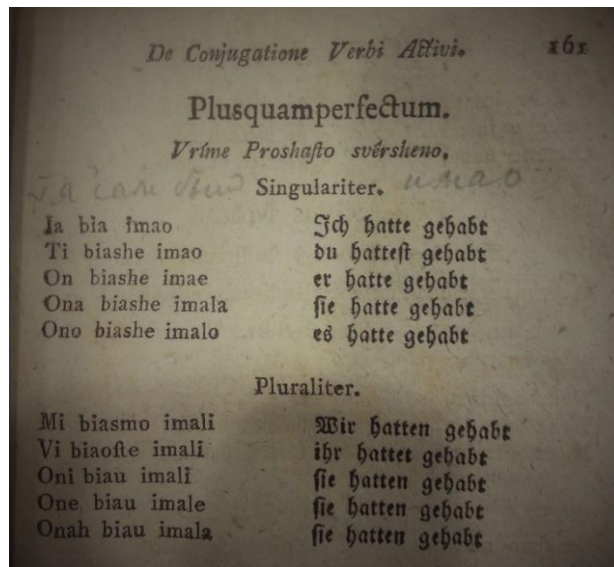 De Conjugatione Verbi Activi. 161
Plusquamperfectum.
Vríme Proshaſto svérsheno.
Singulariter.
имао
Ia bia imao Ich hatte gehabt
Ti biashe imao du hatteſt gehabt
On biashe imae er hatte gehabt
Ona biashe imala ſie hatte gehabt
Ono biashe imalo es hatte gehabt
Pluraliter.
Mi biasmo imali Wir hatten gehabt
Vi biaoſte imali ihr hattet gehabt
Oni biau imali ſie hatten gehabt
One biau imale ſie hatten gehabt
Onah biau imala ſie hatten gehabt